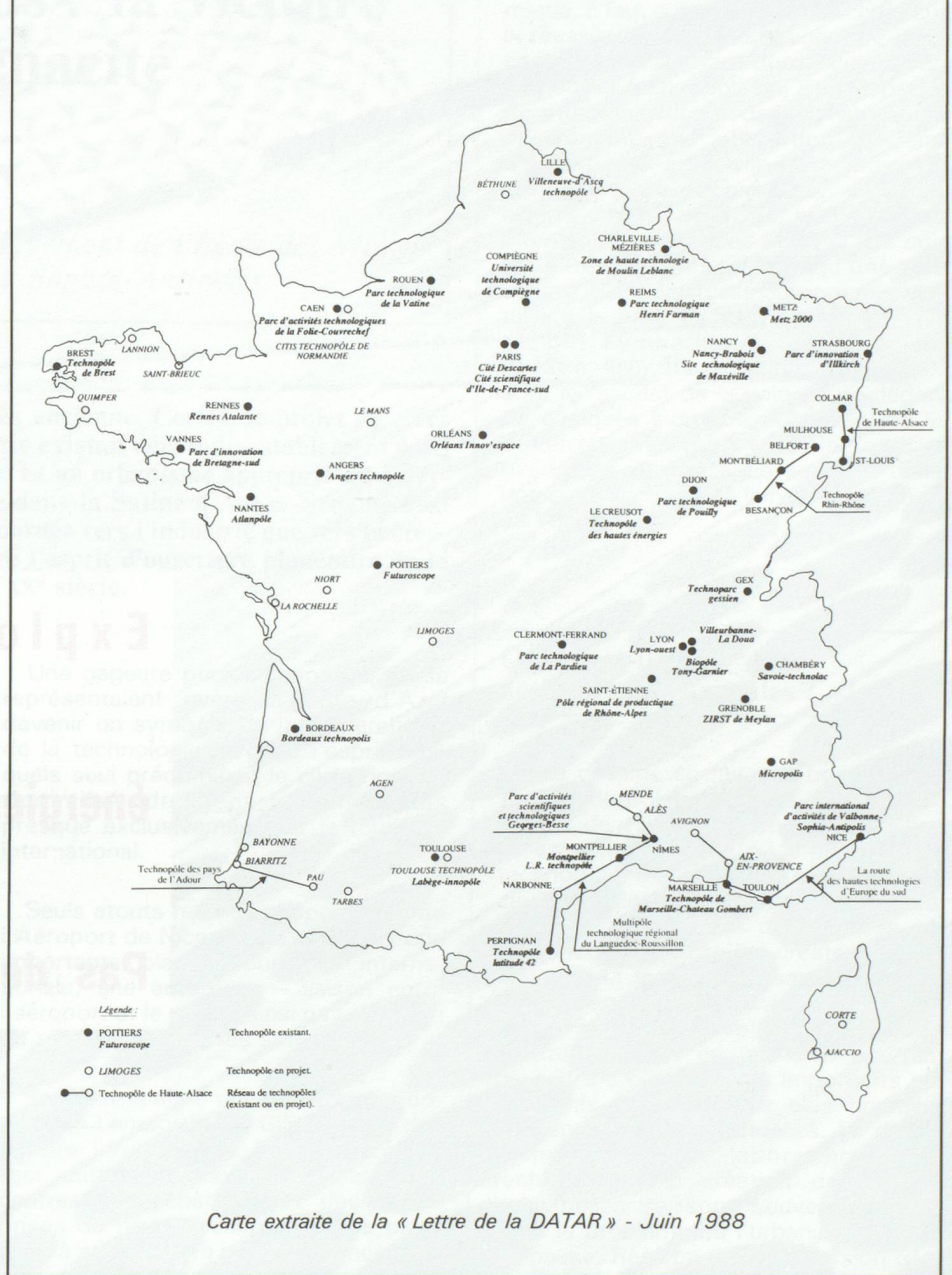 LILLE
Villeneuve-d'Ascq
technopôle
BÉTHUNE
CHARLEVILLE-
MÉZIÈRES
Zone de haute technologie
de Moulin Leblanc
COMPIÈGNE
Université
technologique
de Compiègne
ROUEN
Parc technologique
de la Vatine
REIMS
Parc technologique
Henri Farman
CAEN
Parc d'activités technologiques
de la Folie-Couvrechef
CITIS TECHNOPÔLE DE
NORMANDIE
METZ
Metz 2000
NANCY
Nancy-Brabois
Site technologique
de Maxéville
STRASBOURG
Parc d'innovation
d'Illkirch
PARIS
Cité Descartes
Cité scientifique
d'Ile-de-France-sud
LANNION
BREST
Technopôle
de Brest
SAINT-BRIEUC
QUIMPER
RENNES
Rennes Atalante
LE MANS
COLMAR
Technopôle
de Haute-Alsace
MULHOUSE
ORLÉANS
Orléans Innov'espace
BELFORT
VANNES
Parc d'innovation
de Bretagne-sud
MONTBÉLIARD
ST-LOUIS
ANGERS
Angers technopôle
DIJON
Parc technologique
de Pouilly
BESANÇON
Technopôle
Rhin-Rhône
NANTES
Atlanpôle
LE CREUSOT
Technopôle
des hautes énergies
POITIERS
Futuroscope
NIORT
GEX
Technoparc
gessien
LA ROCHELLE
LIMOGES
CLERMONT-FERRAND
Parc technologique
de La Pardieu
LYON
Lyon-ouest
Villeurbanne-
La Doua
Biopôle
Tony-Garnier
CHAMBÉRY
Savoie-technolac
SAINT-ÉTIENNE
Pôle régional de productique
de Rhône-Alpes
GRENOBLE
ZIRST de Meylan
BORDEAUX
Bordeaux technopolis
GAP
Micropolis
AGEN
Parc d'activités
scientifiques
et technologiques
Georges-Besse
MENDE
ALÈS
AVIGNON
Parc international
d'activités de Valbonne-
Sophia-Antipolis
NICE
BAYONNE
BIARRITZ
Technopôle des pays
de l'Adour
PAU
TARBES
TOULOUSE
TOULOUSE TECHNOPÔLE
Labège-innopôle
MONTPELLIER
Montpellier
L.R. technopôle
NÎMES
AIX-
EN-PROVENCE
NARBONNE
MARSEILLE
Technopôle de
Marseille-Chateau Gombert
TOULON
La route
des hautes technologies
d'Europe du sud
Multipôle
technologique régional
du Languedoc-Roussillon
PERPIGNAN
Technopôle
latitude 42
CORTE
AJACCIO
Légende :
POITIERS
Futuroscope
Technopôle existant.
LIMOGES
Technopôle en projet.
Technopôle de Haute-Alsace
Réseau de technopôles
(existant ou en projet).
Carte extraite de la « Lettre de la DATAR » - Juin 1988